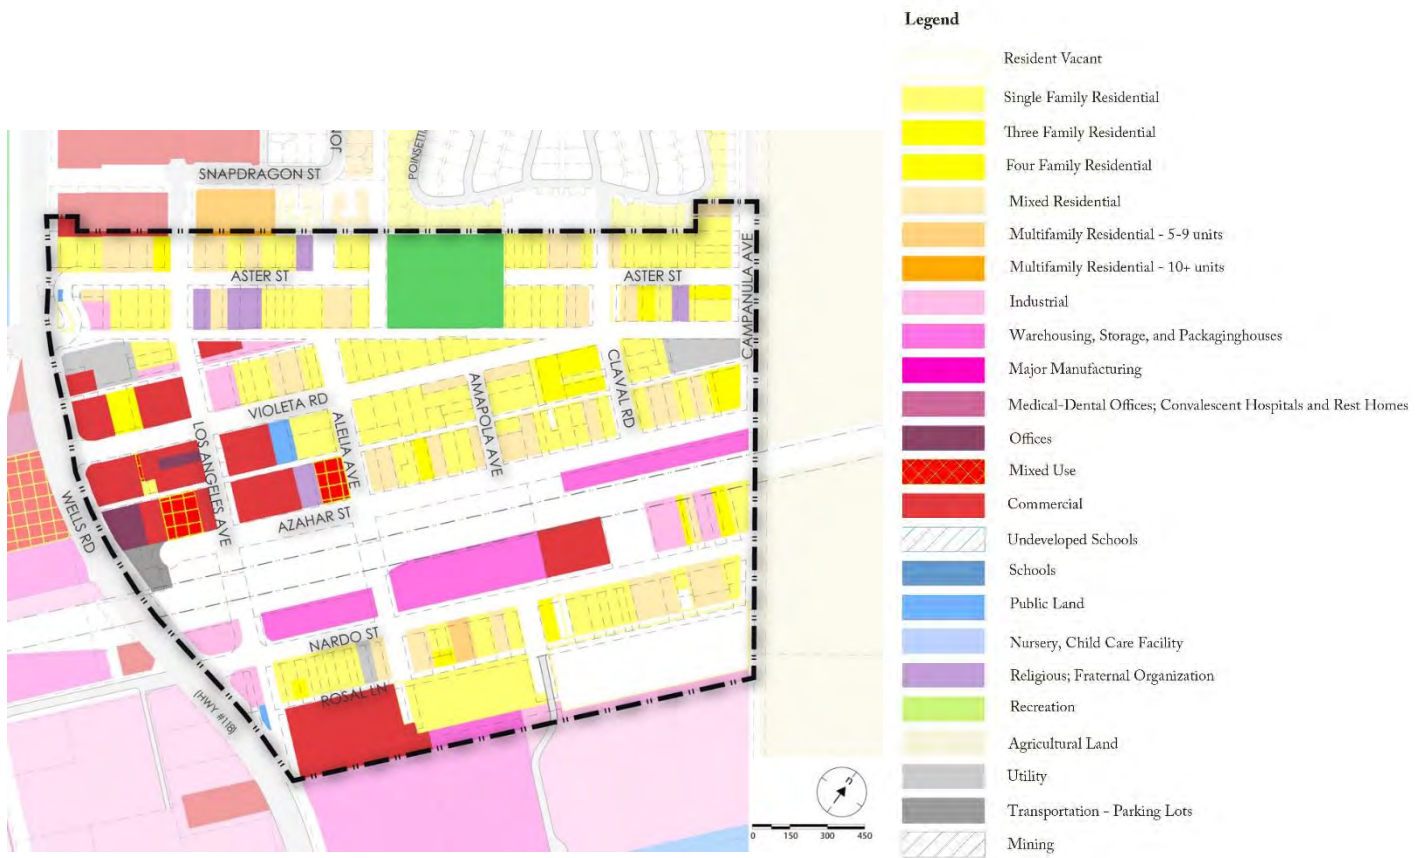 Legend
Resident Vacant
Single Family Residential
Three Family Residential
Four Family Residential
Mixed Residential
Multifamily Residential - 5-9 units
Multifamily Residential - 10+ units
Industrial
Warehousing, Storage, and Packaginghouses
Major Manufacturing
Medical-Dental Offices; Convalescent Hospitals and Rest Homes
Offices
Mixed Use
Commercial
Undeveloped Schools
Schools
Public Land
Nursery, Child Care Facility
Religious; Fraternal Organization
Recreation
Agricultural Land
Utility
Transportation - Parking Lots
Mining
SNAPDRAGON ST
POINSETTI
ASTER ST
ASTER ST
CAMPANULA AVE
VIOLETA RD
ALELIA AVE
AMAPOLA AVE
CLAVAL RD
LOS ANGELES AVE
WELLS RD
AZAHAR ST
NARDO ST
ROSAL LN
(HWY #118)
n
0 150 300 450